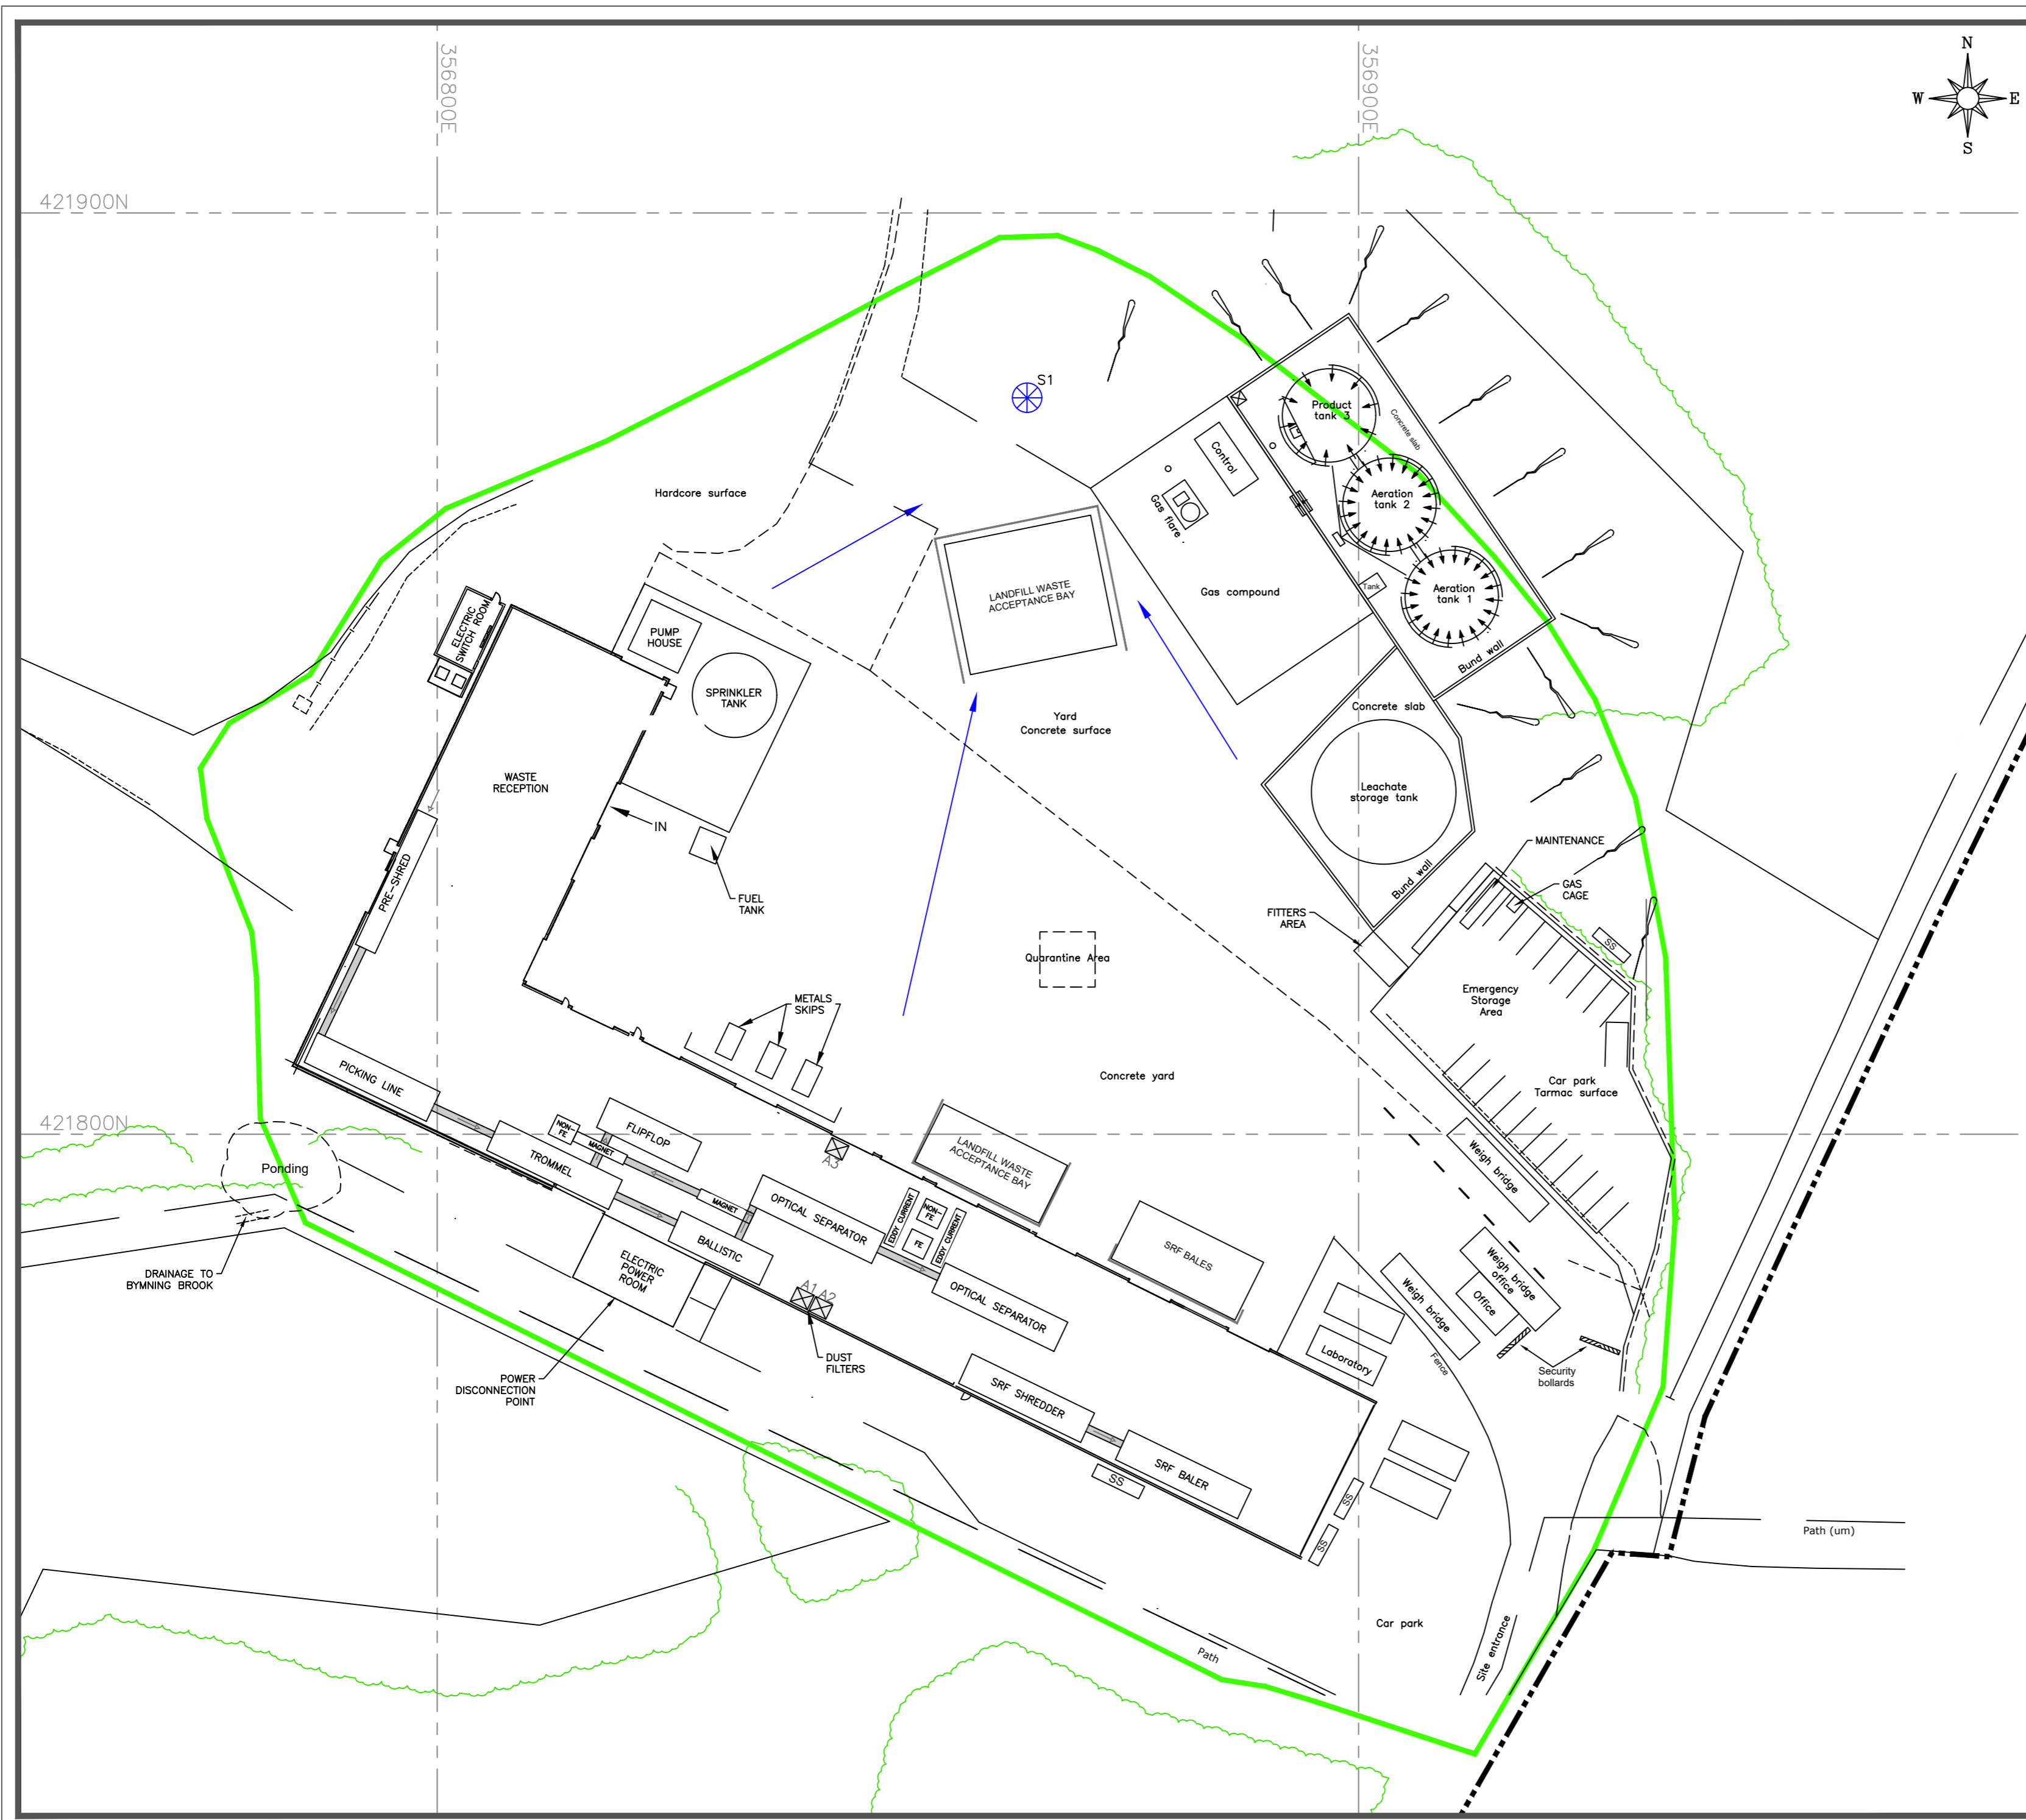 356800E
356900E
N
W
E
S
421900N
S1
Hardcore surface
Product
tank 3
Concrete slab
Control
Gas flare
Aeration
tank 2
LANDFILL WASTE
ACCEPTANCE BAY
Gas compound
Tank
Aeration
tank 1
Bund wall
ELECTRIC
SWITCH ROOM
PUMP
HOUSE
SPRINKLER
TANK
Yard
Concrete surface
Concrete slab
WASTE
RECEPTION
Leachate
storage tank
IN
PRE-SHRED
MAINTENANCE
Bund wall
GAS
CAGE
FUEL
TANK
FITTERS
AREA
SS
Quarantine Area
Emergency
Storage
Area
METALS
SKIPS
PICKING LINE
Concrete yard
Car park
Tarmac surface
421800N
NON-
FE
MAGNET
FLIPFLOP
TROMMEL
A3
LANDFILL WASTE
ACCEPTANCE BAY
Weigh bridge
Ponding
MAGNET
OPTICAL SEPARATOR
EDDY CURRENT
NON-
FE
FE
EDDY CURRENT
BALLISTIC
SRF BALES
Weigh bridge
office
Office
Weigh bridge
DRAINAGE TO
BYMNING BROOK
ELECTRIC
POWER
ROOM
A1
A2
OPTICAL SEPARATOR
Laboratory
Fence
DUST
FILTERS
Security
bollards
POWER
DISCONNECTION
POINT
SRF SHREDDER
SRF BALER
SS
SS
SS
Path (um)
Car park
Site entrance
Path